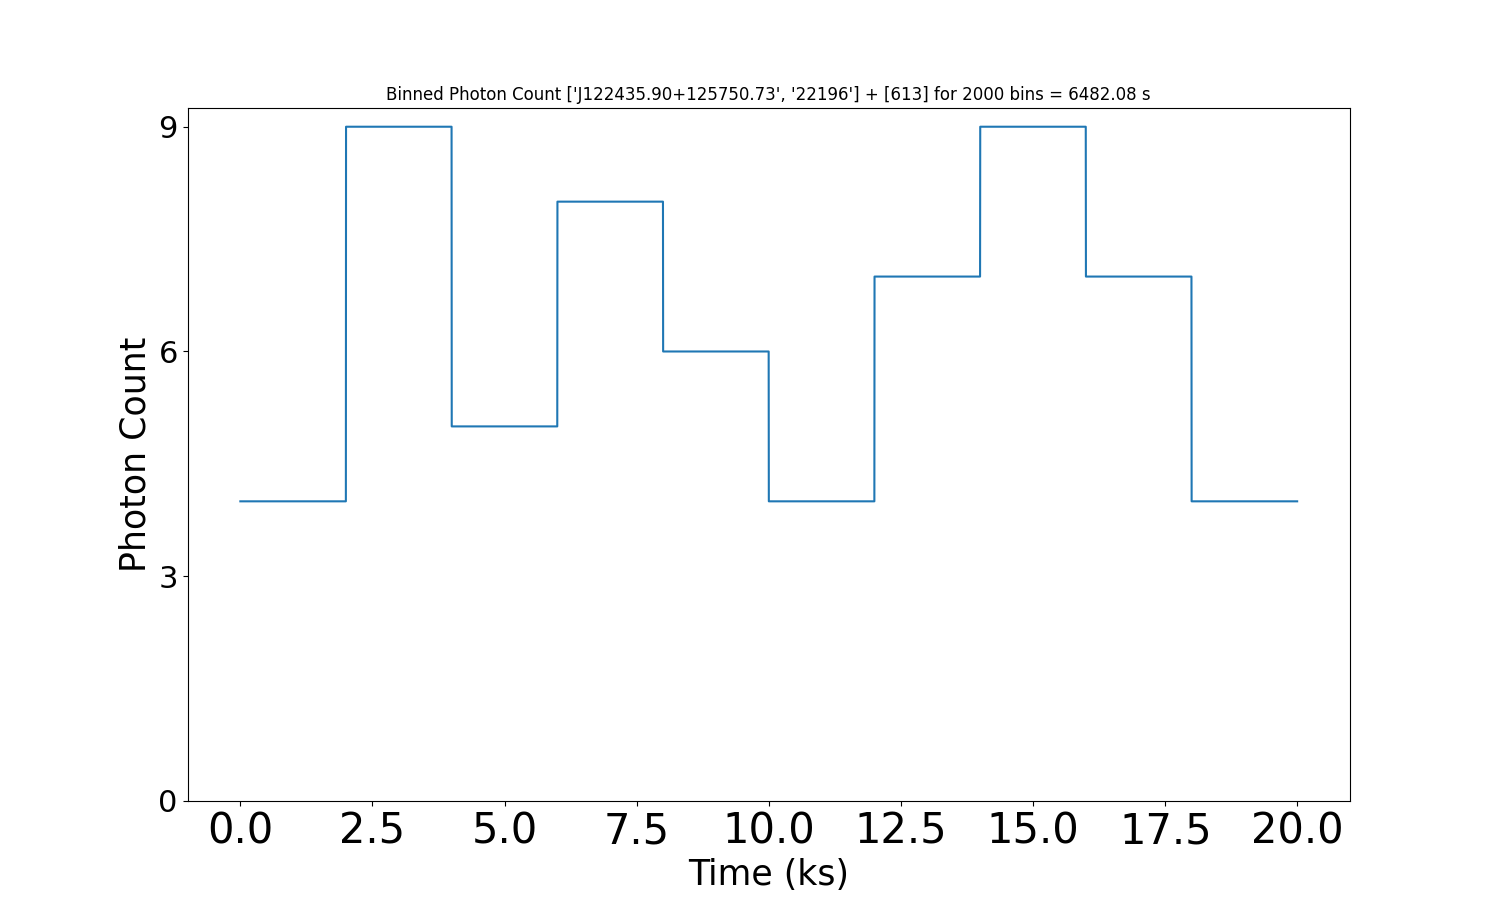 Binned Photon Count ['J122435.90+125750.73', '22196'] + [613] for 2000 bins = 6482.08 s
9
6
3
0
Photon Count
0.0 2.5 5.0 7.5 10.0 12.5 15.0 17.5 20.0
Time (ks)